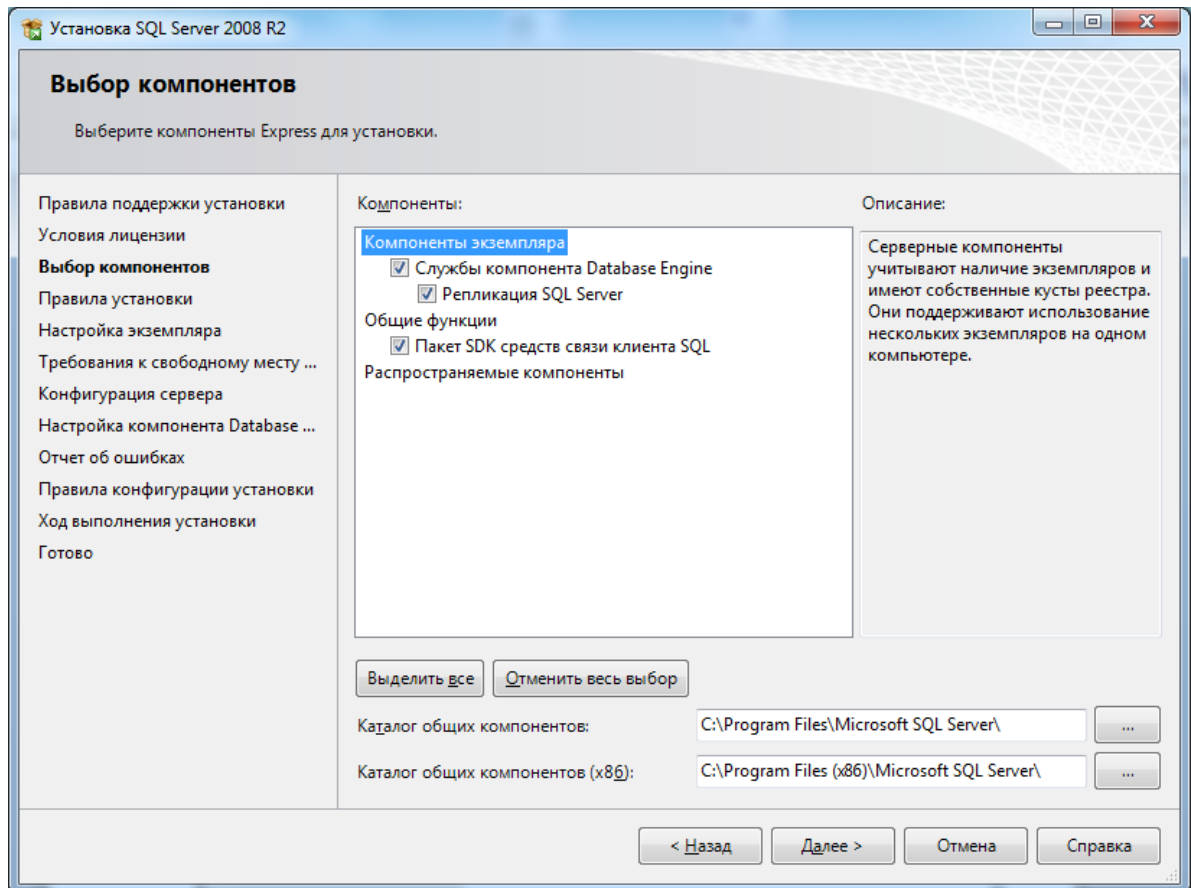 Установка SQL Server 2008 R2
Выбор компонентов
Выберите компоненты Express для установки.
Правила поддержки установки
Условия лицензии
Выбор компонентов
Правила установки
Настройка экземпляра
Требования к свободному месту ...
Конфигурация сервера
Настройка компонента Database ...
Отчет об ошибках
Правила конфигурации установки
Ход выполнения установки
Готово
Компоненты:
Компоненты экземпляра
Службы компонента Database Engine
Репликация SQL Server
Общие функции
Пакет SDK средств связи клиента SQL
Распространяемые компоненты
Описание:
Серверные компоненты
учитывают наличие экземпляров и
имеют собственные кусты реестра.
Они поддерживают использование
нескольких экземпляров на одном
компьютере.
Выделить все
Отменить весь выбор
Каталог общих компонентов:
C:\Program Files\Microsoft SQL Server\
...
Каталог общих компонентов (x86):
C:\Program Files (x86)\Microsoft SQL Server\
...
< Назад
Далее >
Отмена
Справка